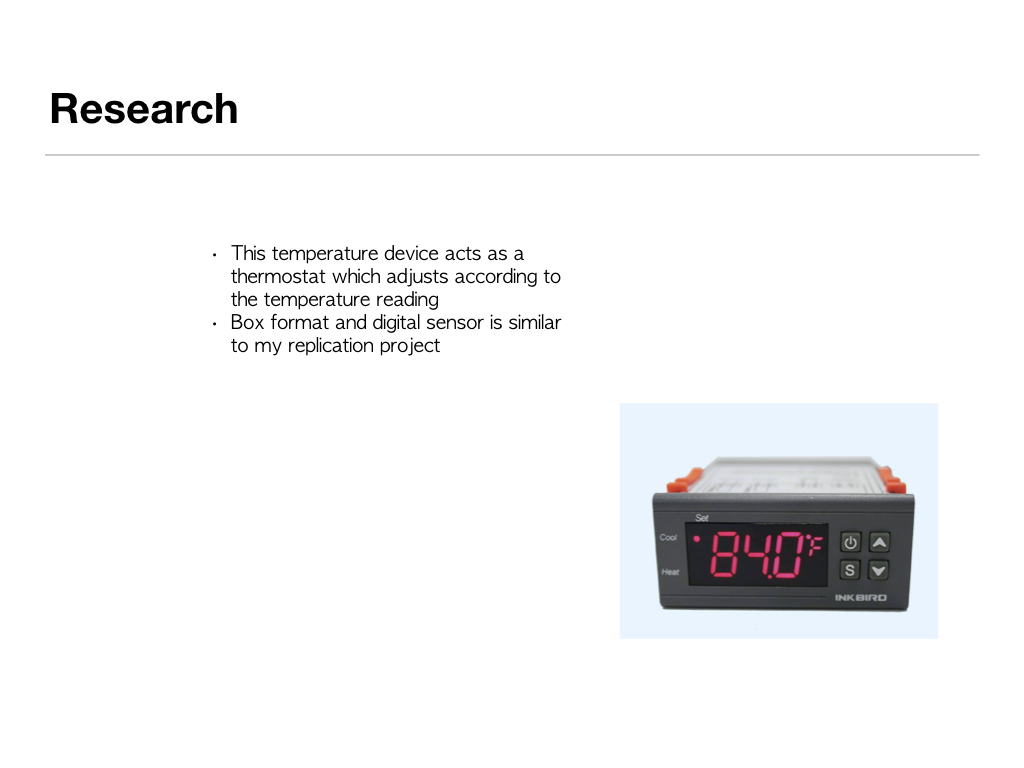 Research
• This temperature device acts as a
thermostat which adjusts according to
the temperature reading
• Box format and digital sensor is similar
to my replication project
Set
Cool
84.0°F
Heat
S
INKBIRD